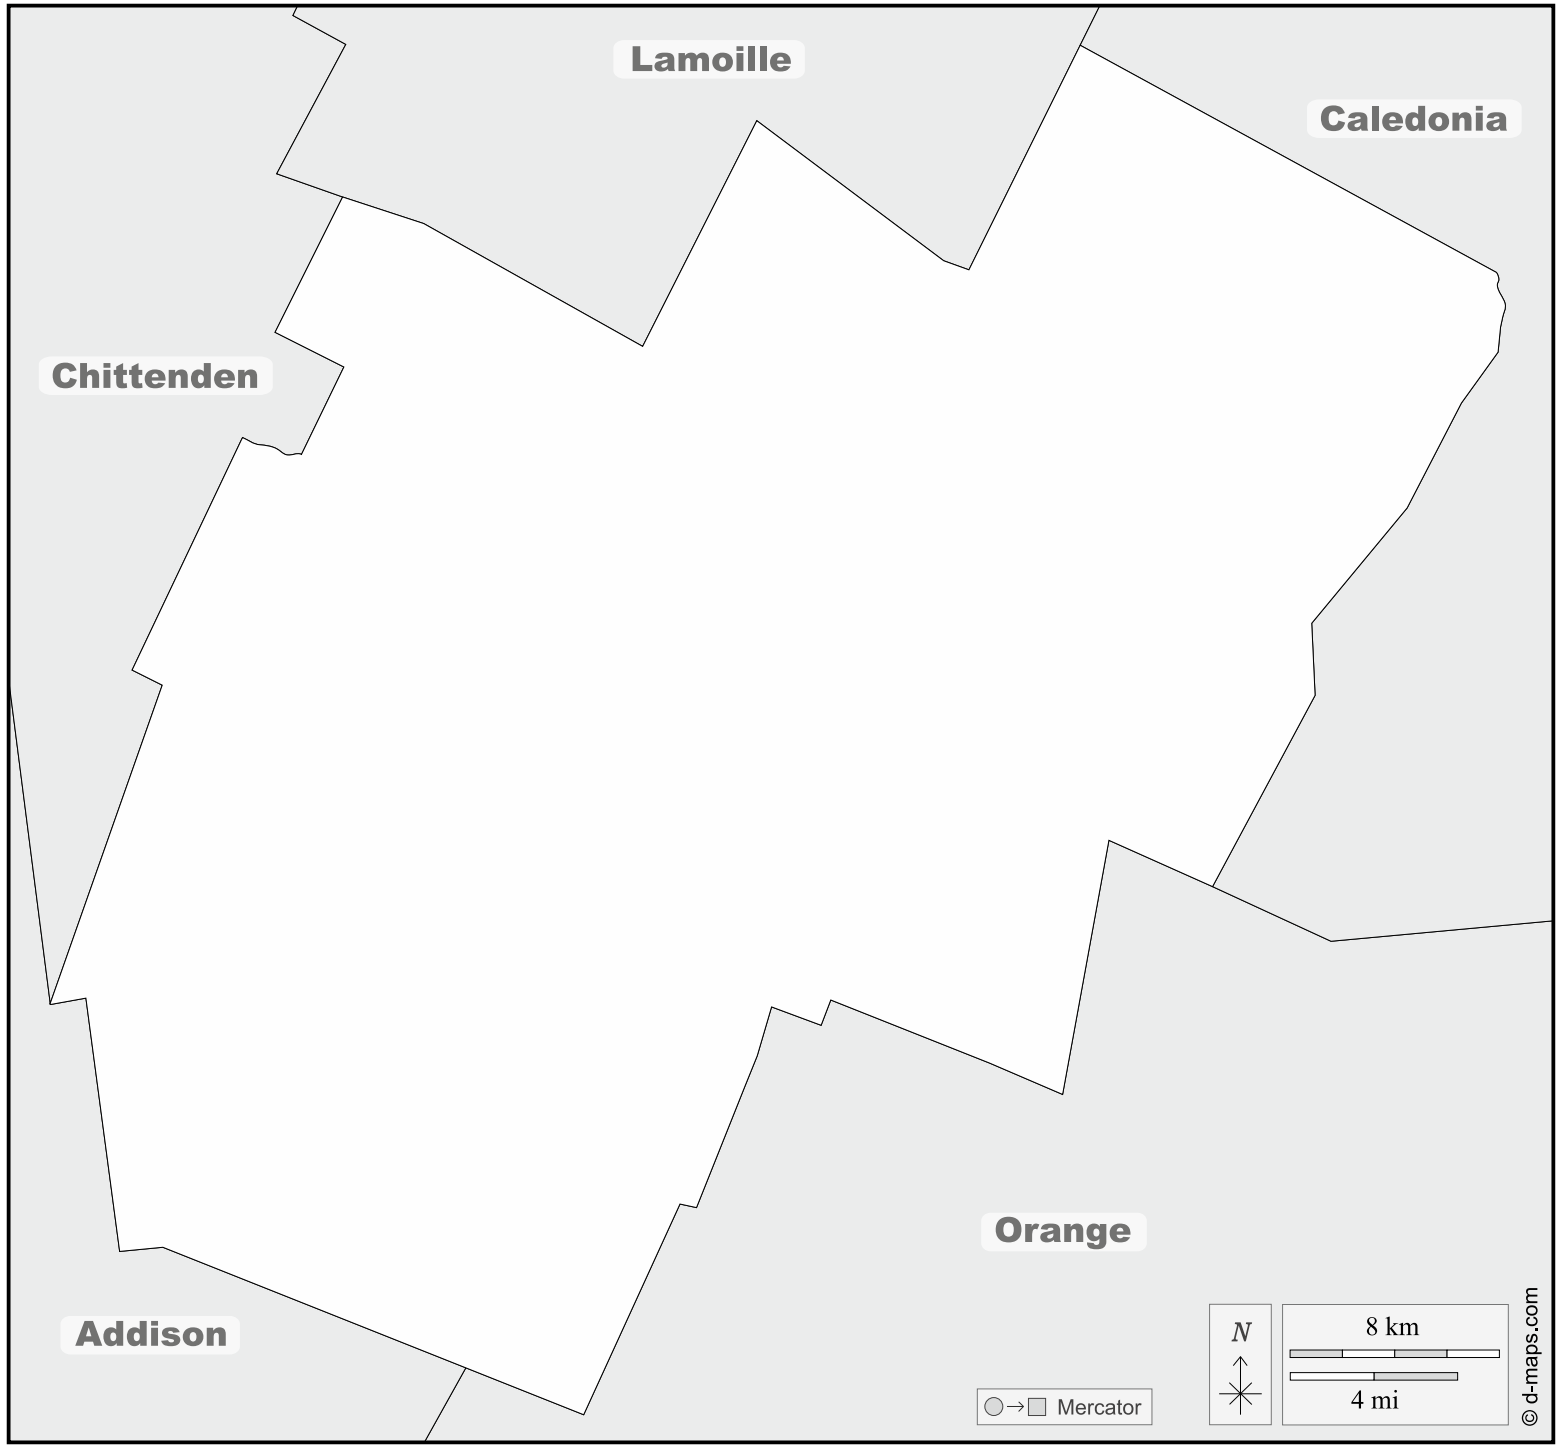 Lamoille
Caledonia
Chittenden
Orange
Addison
N
8 km
4 mi
Mercator
© d-maps.com